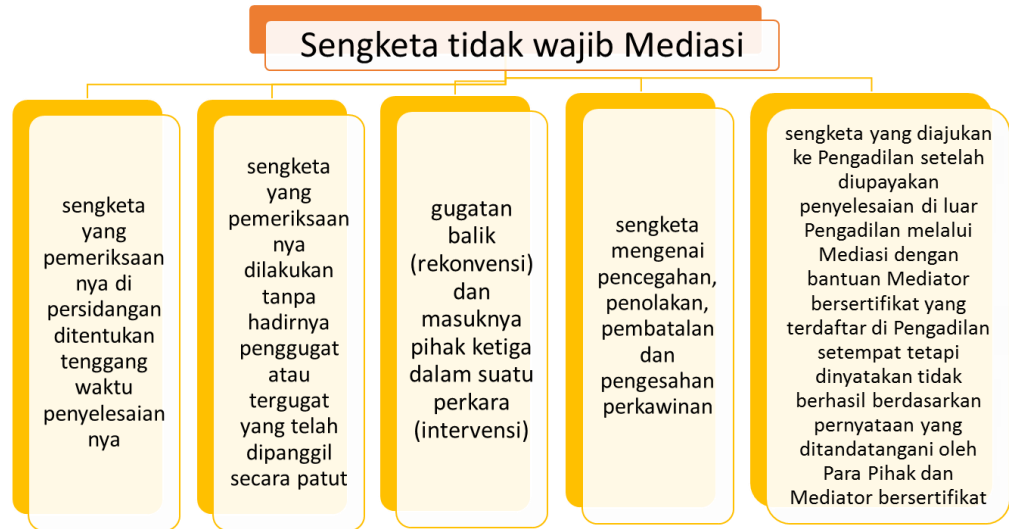 Sengketa tidak wajib Mediasi
sengketa
yang
pemeriksaan
nya di
persidangan
ditentukan
tenggang
waktu
penyelesaian
nya
sengketa
yang
pemeriksaan
nya
dilakukan
tanpa
hadirnya
penggugat
atau
tergugat
yang telah
dipanggil
secara patut
gugatan
balik
(rekonvensi)
dan
masuknya
pihak ketiga
dalam suatu
perkara
(intervensi)
sengketa
mengenai
pencegahan,
penolakan,
pembatalan
dan
pengesahan
perkawinan
sengketa yang diajukan
ke Pengadilan setelah
diupayakan
penyelesaian di luar
Pengadilan melalui
Mediasi dengan
bantuan Mediator
bersertifikat yang
terdaftar di Pengadilan
setempat tetapi
dinyatakan tidak
berhasil berdasarkan
pernyataan yang
ditandatangani oleh
Para Pihak dan
Mediator bersertifikat